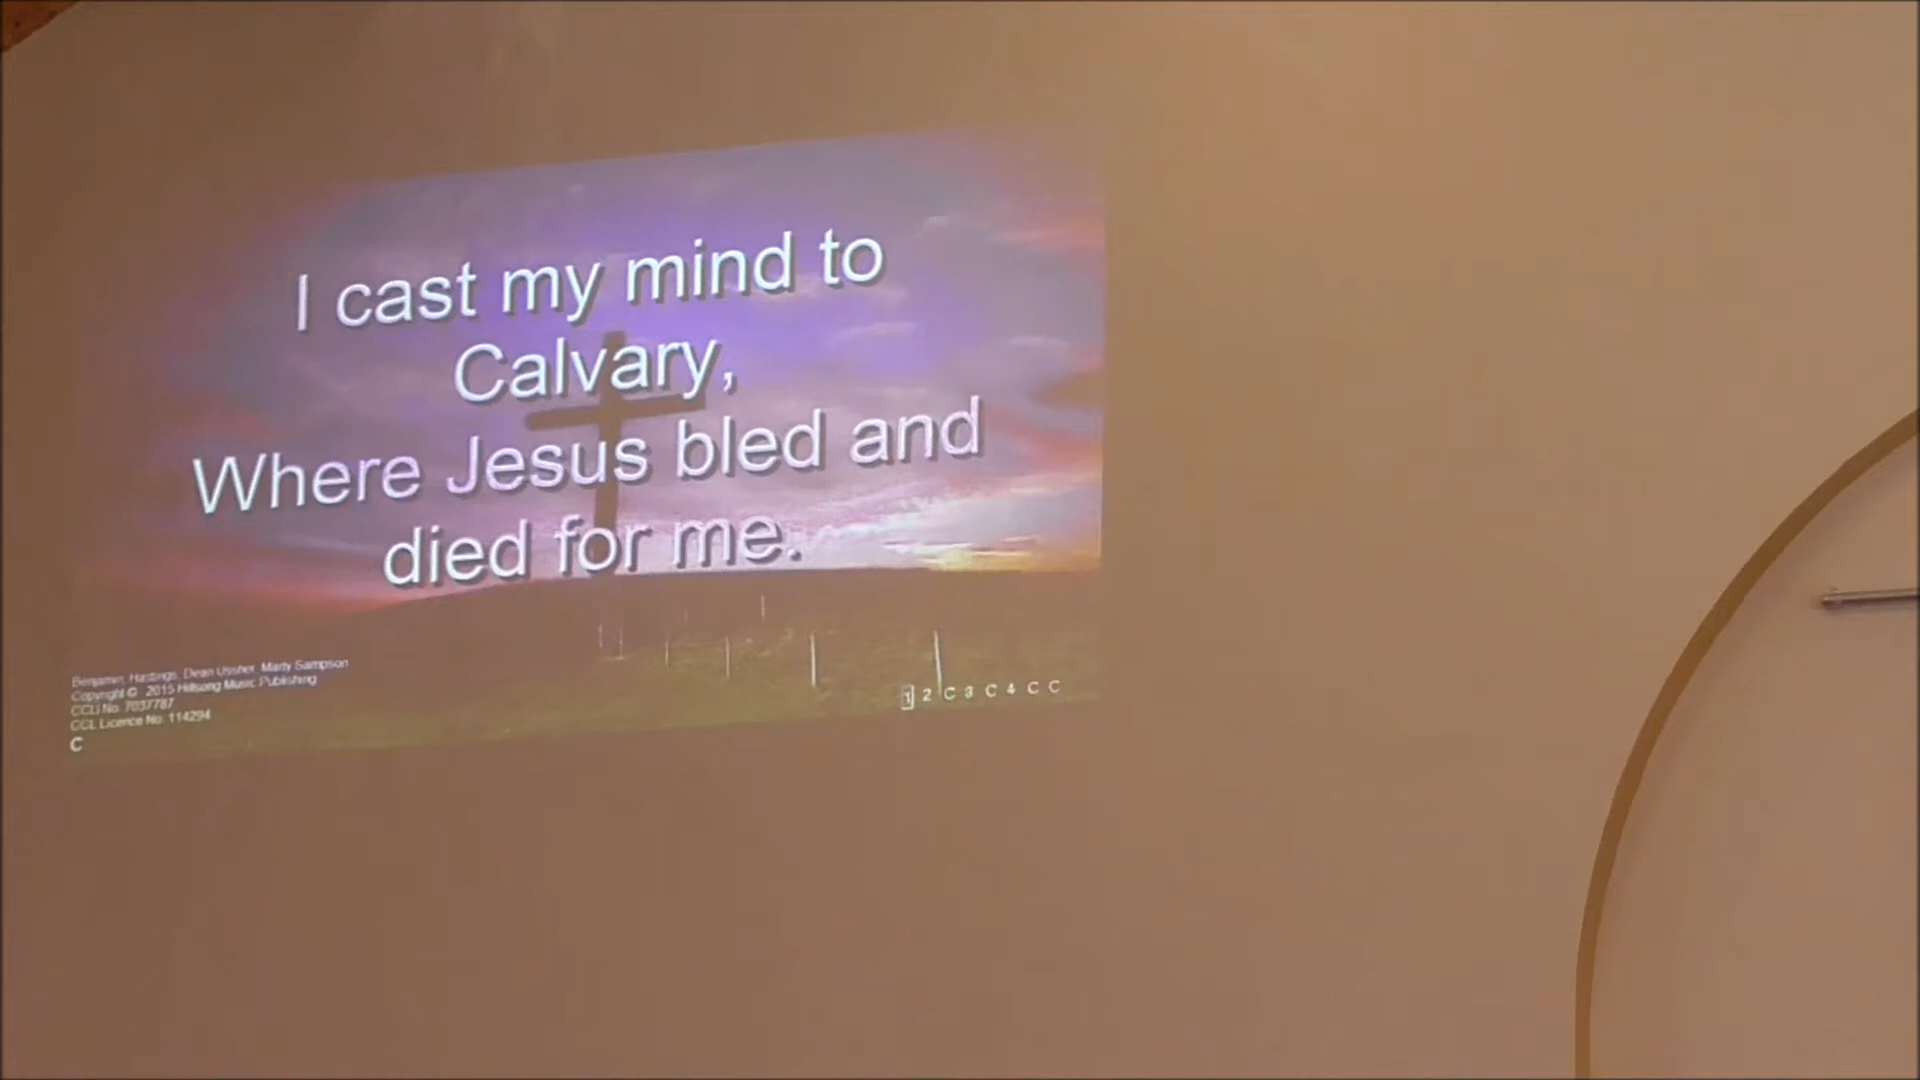 I cast my mind to
Calvary,
Where Jesus bled and
died for me.
Benjamin Hastings, Dean Ussher, Marty Sampson
Copyright © 2015 Hillsong Music Publishing
CCLI No: 7037787
CCL Licence No: 114294
C
1 2 C 3 C 4 C C